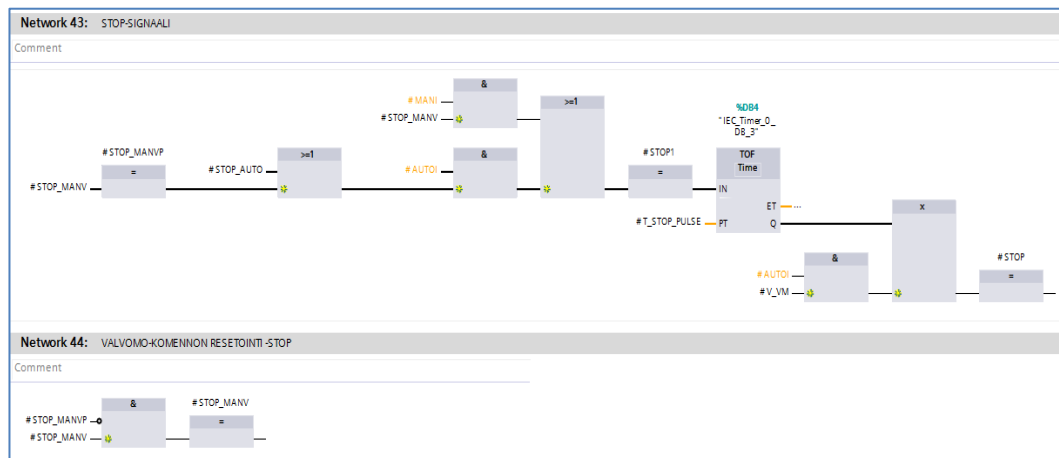 Network 43: STOP-SIGNAALI
Comment
&
# MANI
# STOP_MANV
>=1
%DB4
"IEC_Timer_0_
DB_3"
# STOP_MANVP
=
# STOP_MANV
>=1
# STOP_AUTO
&
# AUTOI
# STOP1
=
TOF
Time
IN
ET ...
# T_STOP_PULSE PT Q
x
&
# AUTOI
# V_VM
# STOP
=
Network 44: VALVOMO-KOMENNON RESETOINTI -STOP
Comment
&
# STOP_MANVP
# STOP_MANV
# STOP_MANV
=